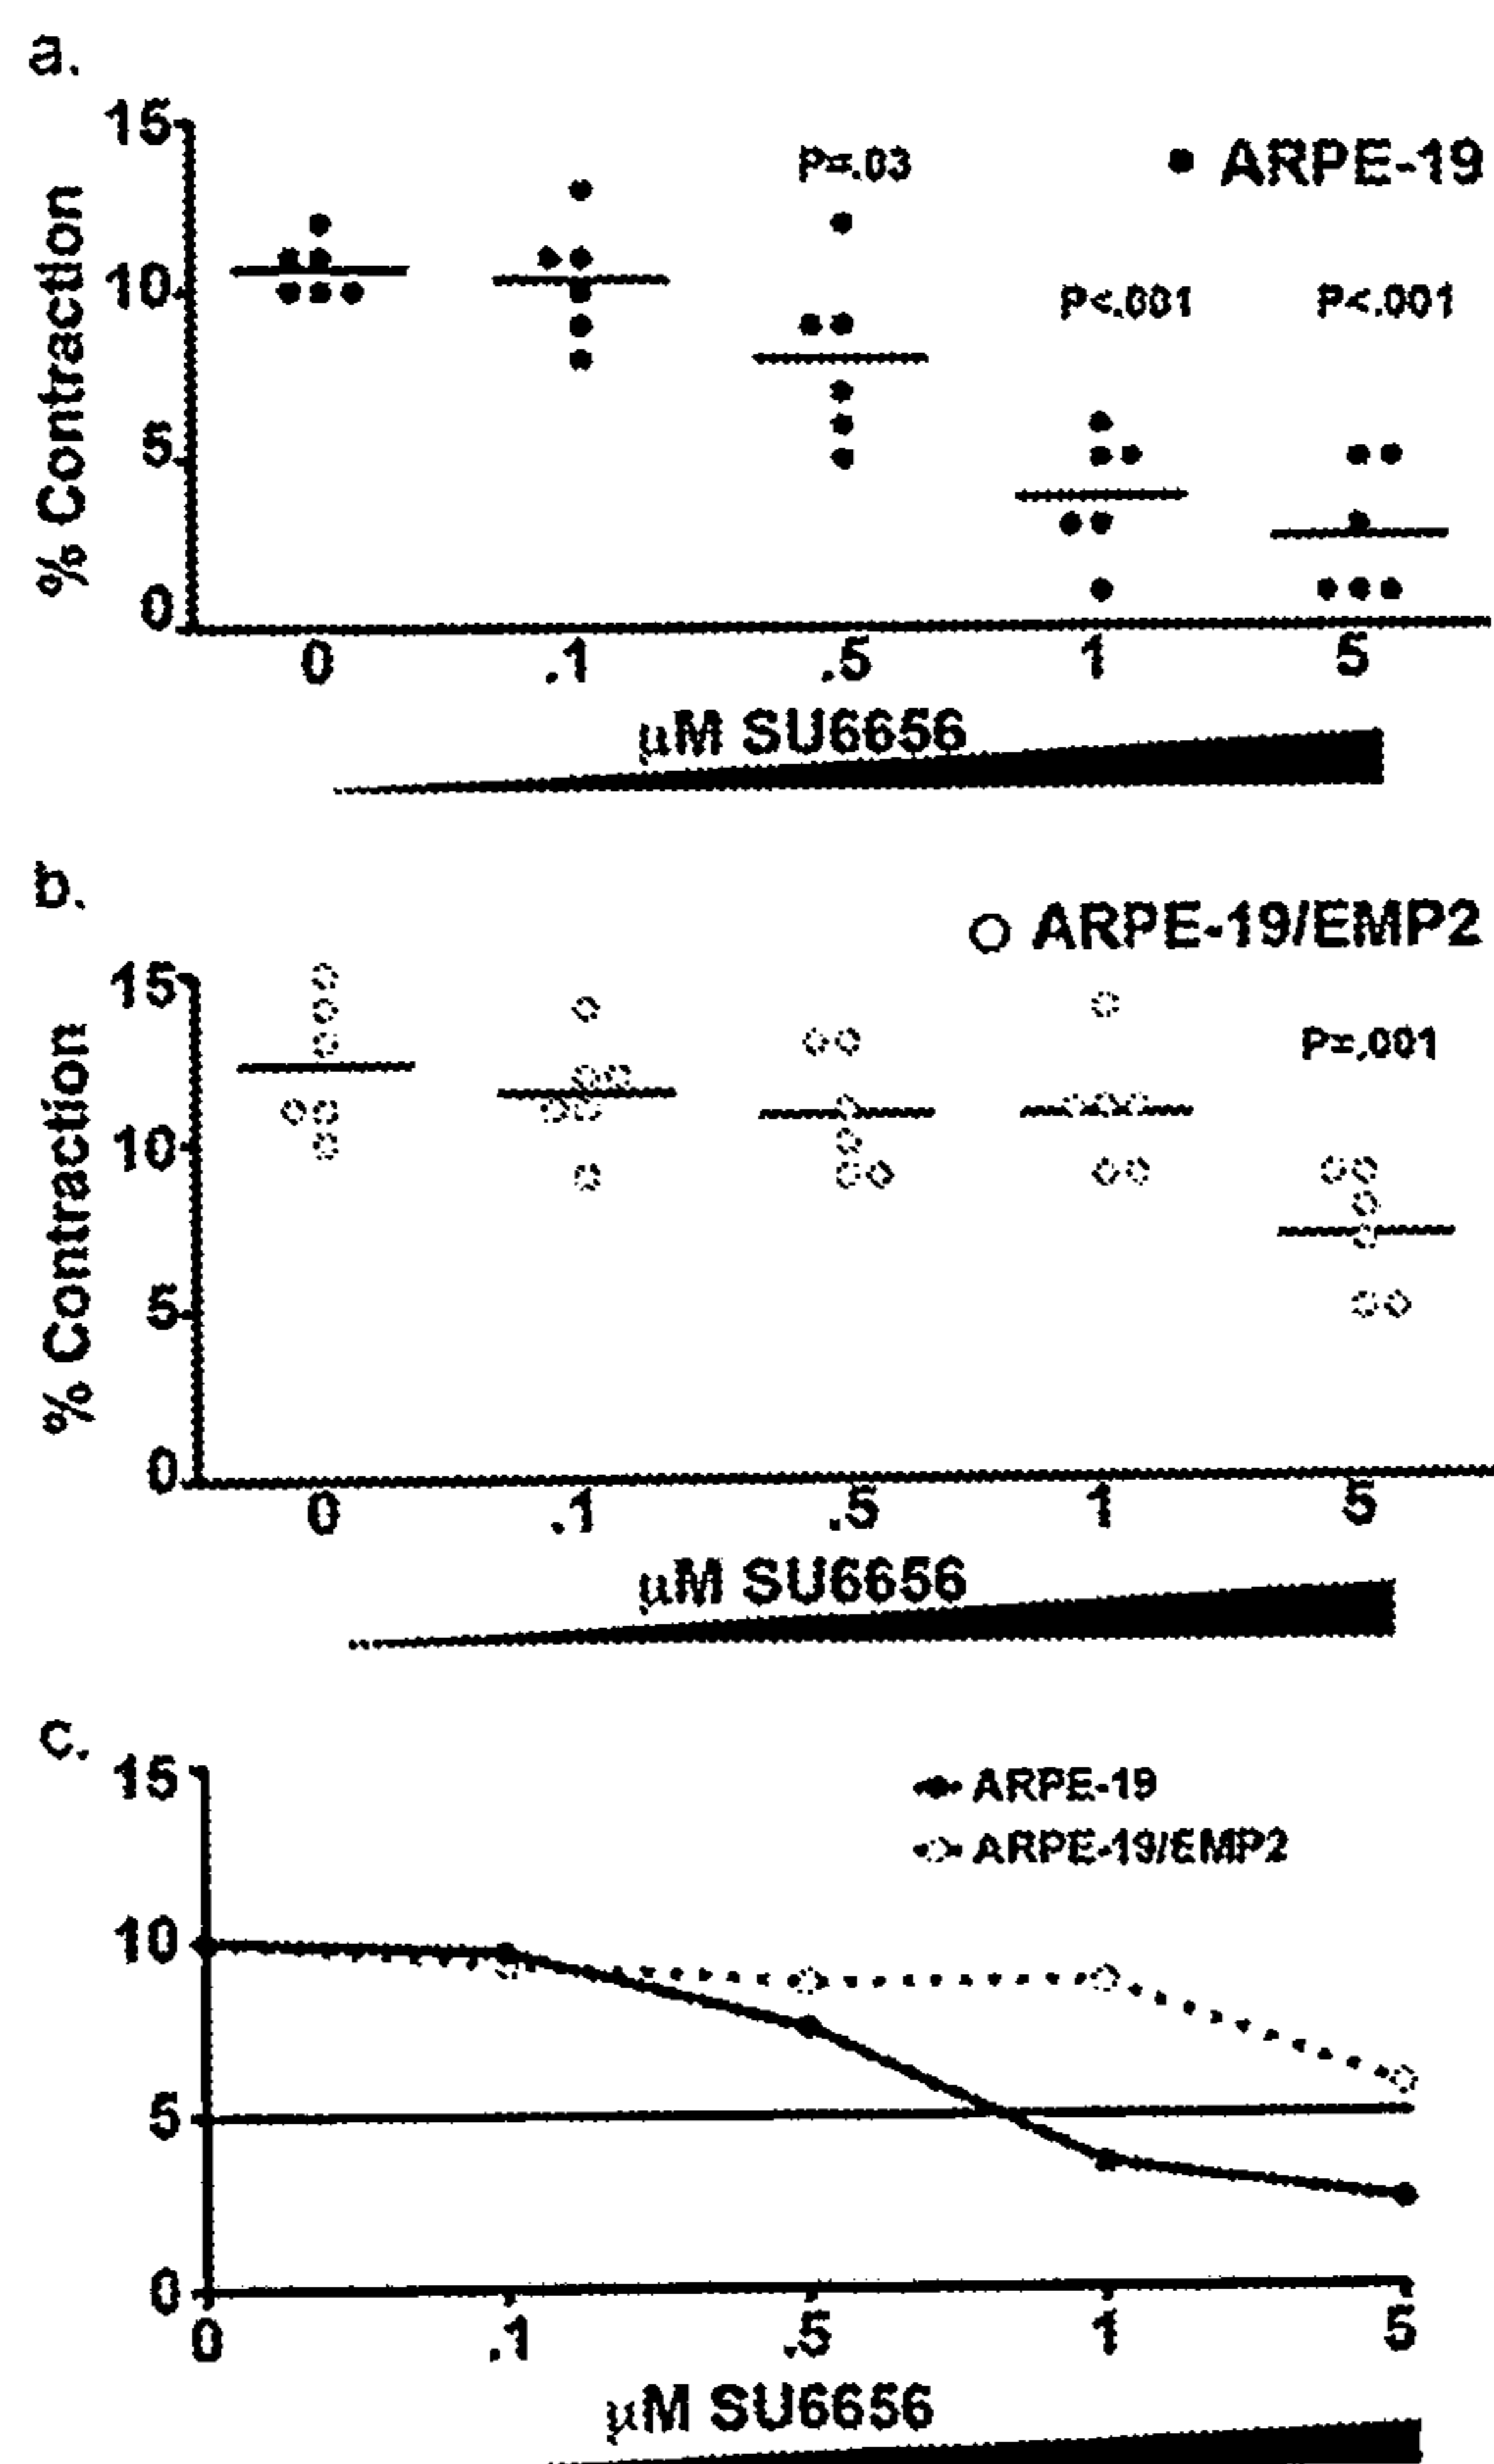 a.
15
10
5
0
% Contraction
P=.03
● ARPE-19
P<.001
P<.001
0 .1 .5 1 5
µM SU6656
b.
15
10
5
0
% Contraction
○ ARPE-19/EMP2
P=.001
0 .1 .5 1 5
µM SU6656
c.
15
10
5
0
ARPE-19
ARPE-19/EMP2
0 .1 .5 1 5
µM SU6656